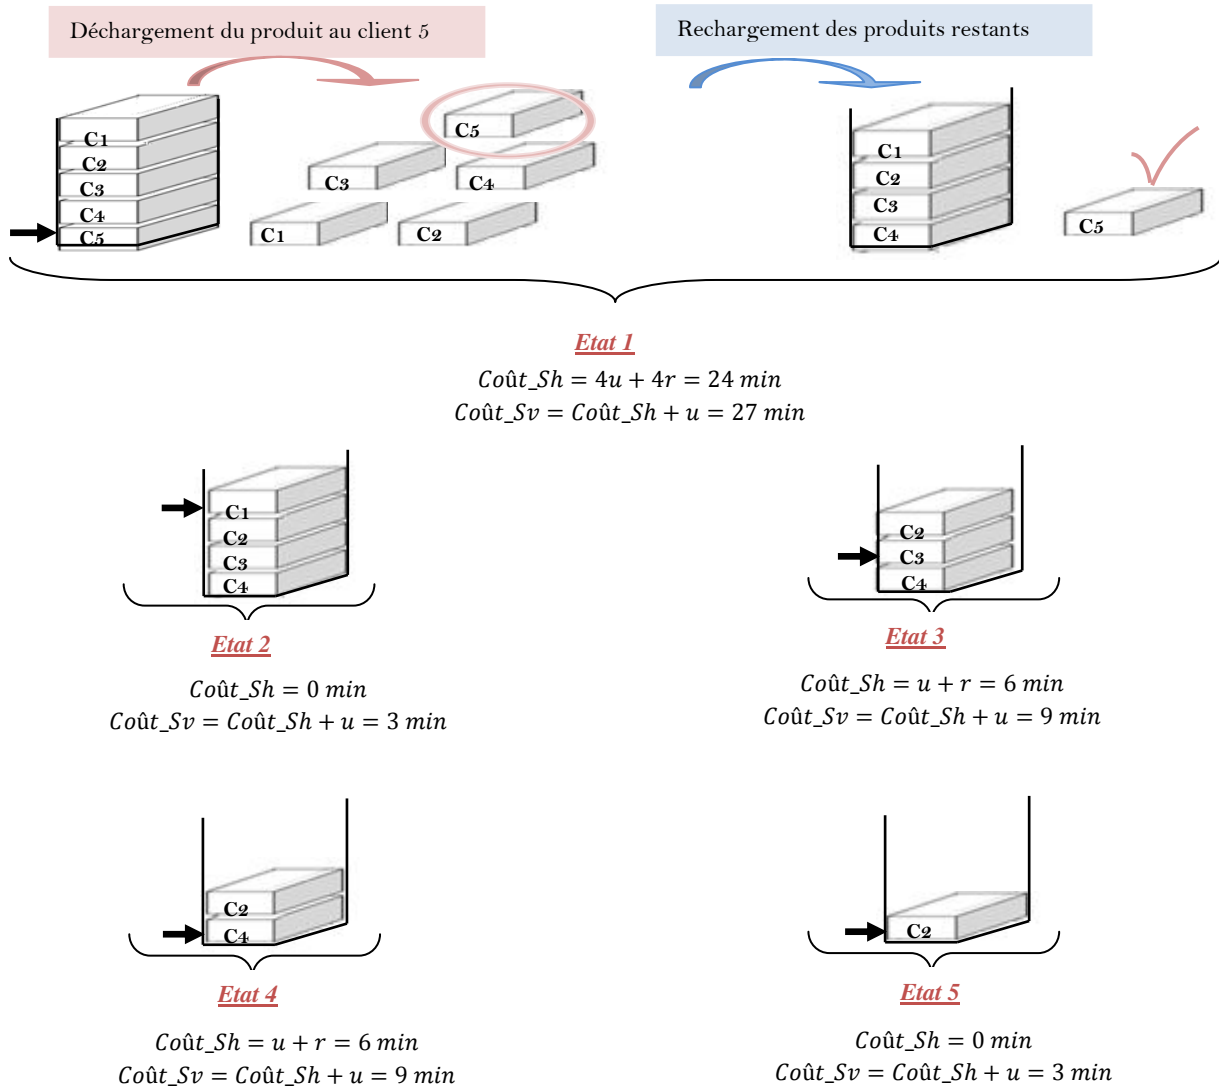 Déchargement du produit au client 5
Rechargement des produits restants
C1
C2
C3
C4
C5
C5
C3
C4
C1
C2
C1
C2
C3
C4
C5
Etat 1
Coût_Sh = 4u + 4r = 24 min
Coût_Sv = Coût_Sh + u = 27 min
C1
C2
C3
C4
Etat 2
Coût_Sh = 0 min
Coût_Sv = Coût_Sh + u = 3 min
C2
C3
C4
Etat 3
Coût_Sh = u + r = 6 min
Coût_Sv = Coût_Sh + u = 9 min
C2
C4
Etat 4
Coût_Sh = u + r = 6 min
Coût_Sv = Coût_Sh + u = 9 min
C2
Etat 5
Coût_Sh = 0 min
Coût_Sv = Coût_Sh + u = 3 min